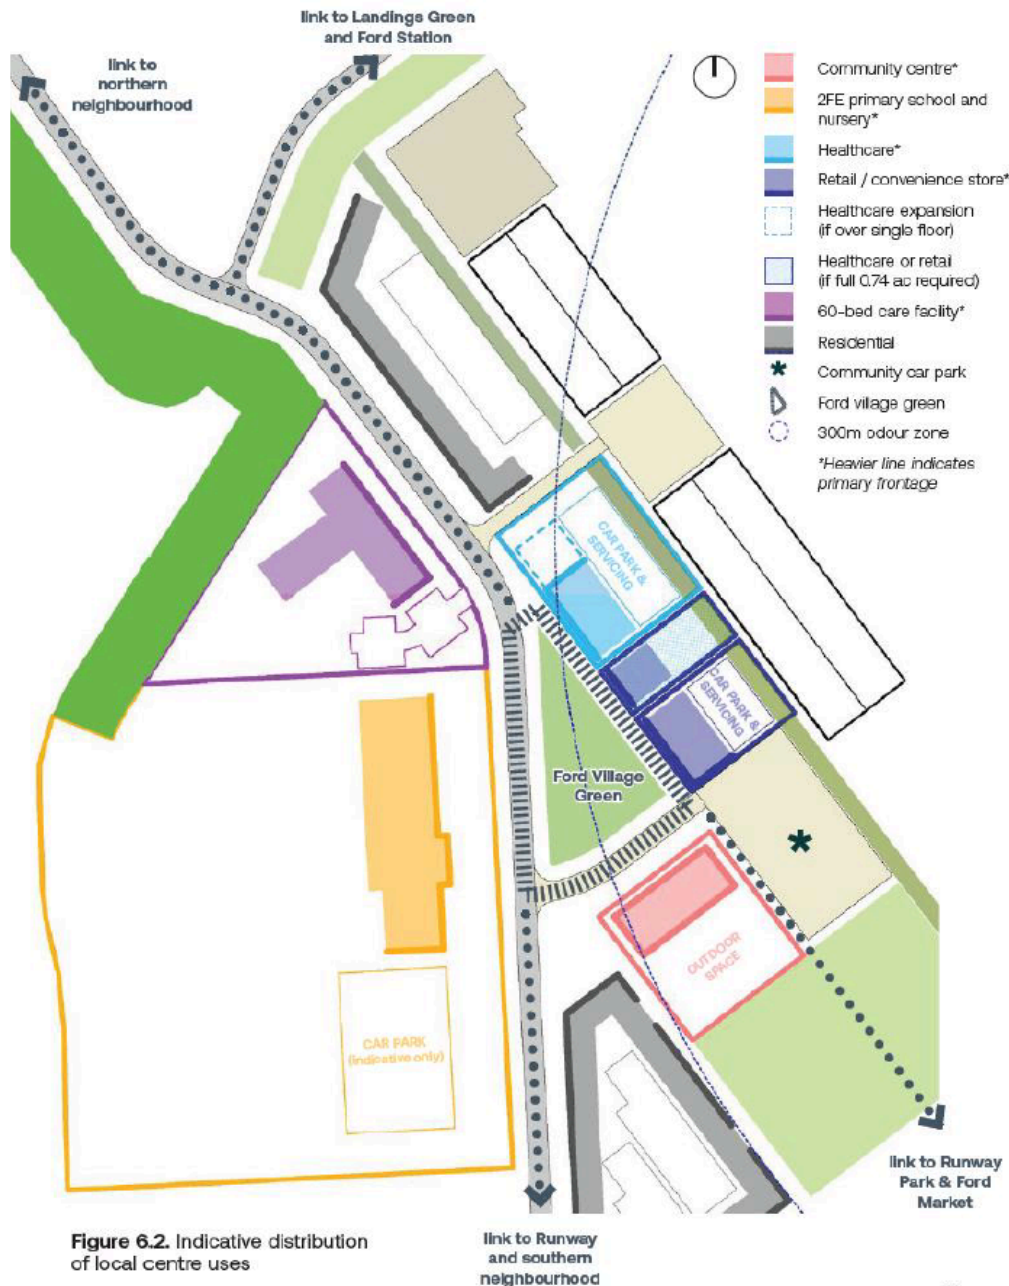 link to Landings Green
and Ford Station
link to
northern
neighbourhood
Community centre*
2FE primary school and
nursery*
Healthcare*
Retail / convenience store*
Healthcare expansion
(if over single floor)
Healthcare or retail
(if full 0.74 ac required)
60-bed care facility*
Residential
Community car park
Ford village green
300m odour zone
*Heavier line indicates
primary frontage
CAR PARK &
SERVICING
CAR PARK &
SERVICING
Ford Village
Green
OUTDOOR
SPACE
CAR PARK
(indicative only)
link to Runway
Park & Ford
Market
Figure 6.2. Indicative distribution
of local centre uses
link to Runway
and southern
neighbourhood